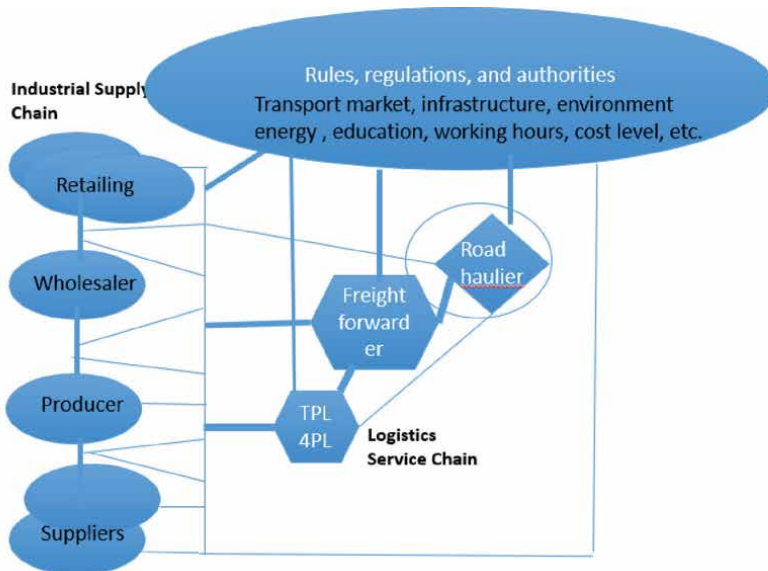 Rules, regulations, and authorities
Transport market, infrastructure, environment
energy , education, working hours, cost level, etc.
Industrial Supply
Chain
Retailing
Wholesaler
Producer
Suppliers
Road
haulier
Freight
forward
er
TPL
4PL
Logistics
Service Chain